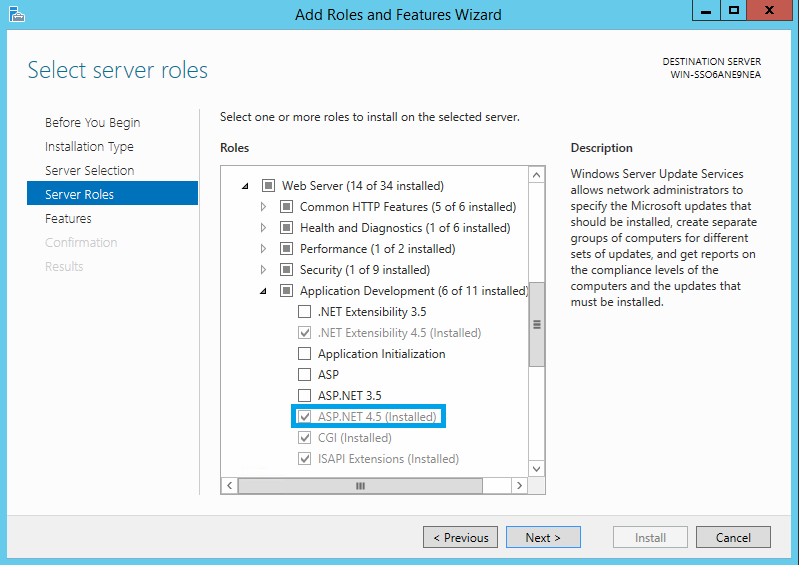 Add Roles and Features Wizard
Select server roles
DESTINATION SERVER
WIN-SSO6ANE9NEA
Before You Begin
Installation Type
Server Selection
Server Roles
Features
Confirmation
Results
Select one or more roles to install on the selected server.
Roles
Web Server (14 of 34 installed)
Common HTTP Features (5 of 6 installed)
Health and Diagnostics (1 of 6 installed)
Performance (1 of 2 installed)
Security (1 of 9 installed)
Application Development (6 of 11 installed)
.NET Extensibility 3.5
.NET Extensibility 4.5 (Installed)
Application Initialization
ASP
ASP.NET 3.5
ASP.NET 4.5 (Installed)
CGI (Installed)
ISAPI Extensions (Installed)
Description
Windows Server Update Services
allows network administrators to
specify the Microsoft updates that
should be installed, create separate
groups of computers for different
sets of updates, and get reports on
the compliance levels of the
computers and the updates that
must be installed.
< Previous
Next >
Install
Cancel